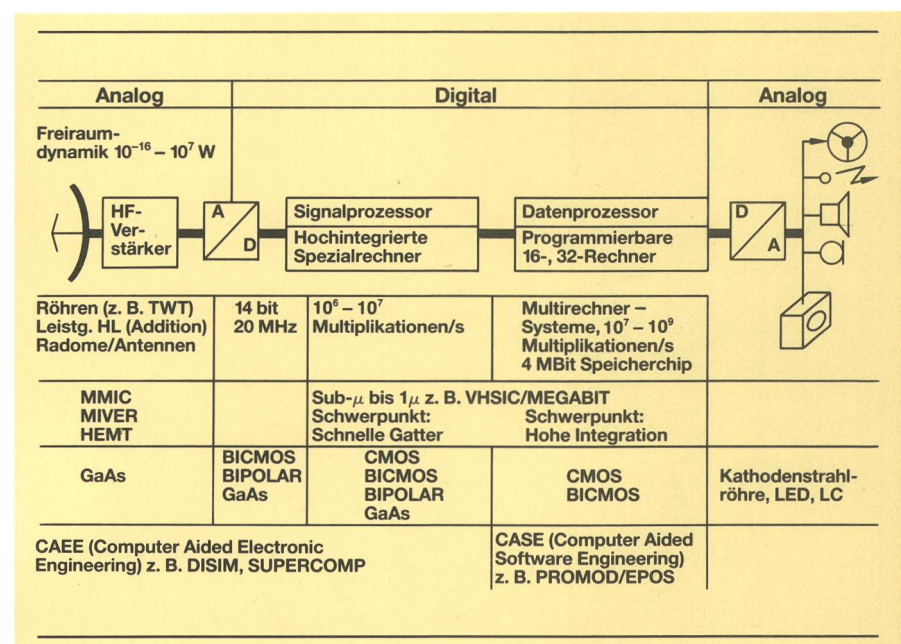 Analog
Digital
Analog
Freiraum-
dynamik 10⁻¹⁶ – 10⁷ W
HF-
Ver-
stärker
A
D
Signalprozessor
Hochintegrierte
Spezialrechner
Datenprozessor
Programmierbare
16-, 32-Rechner
D
A
Röhren (z. B. TWT)
Leistg. HL (Addition)
Radome/Antennen
14 bit
20 MHz
10⁶ – 10⁷
Multiplikationen/s
Multirechner –
Systeme, 10⁷ – 10⁹
Multiplikationen/s
4 MBit Speicherchip
MMIC
MIVER
HEMT
Sub-μ bis 1μ z. B. VHSIC/MEGABIT
Schwerpunkt:
Schnelle Gatter
Schwerpunkt:
Hohe Integration
GaAs
BICMOS
BIPOLAR
GaAs
CMOS
BICMOS
BIPOLAR
GaAs
CMOS
BICMOS
Kathodenstrahl-
röhre, LED, LC
CAEE (Computer Aided Electronic
Engineering) z. B. DISIM, SUPERCOMP
CASE (Computer Aided
Software Engineering)
z. B. PROMOD/EPOS